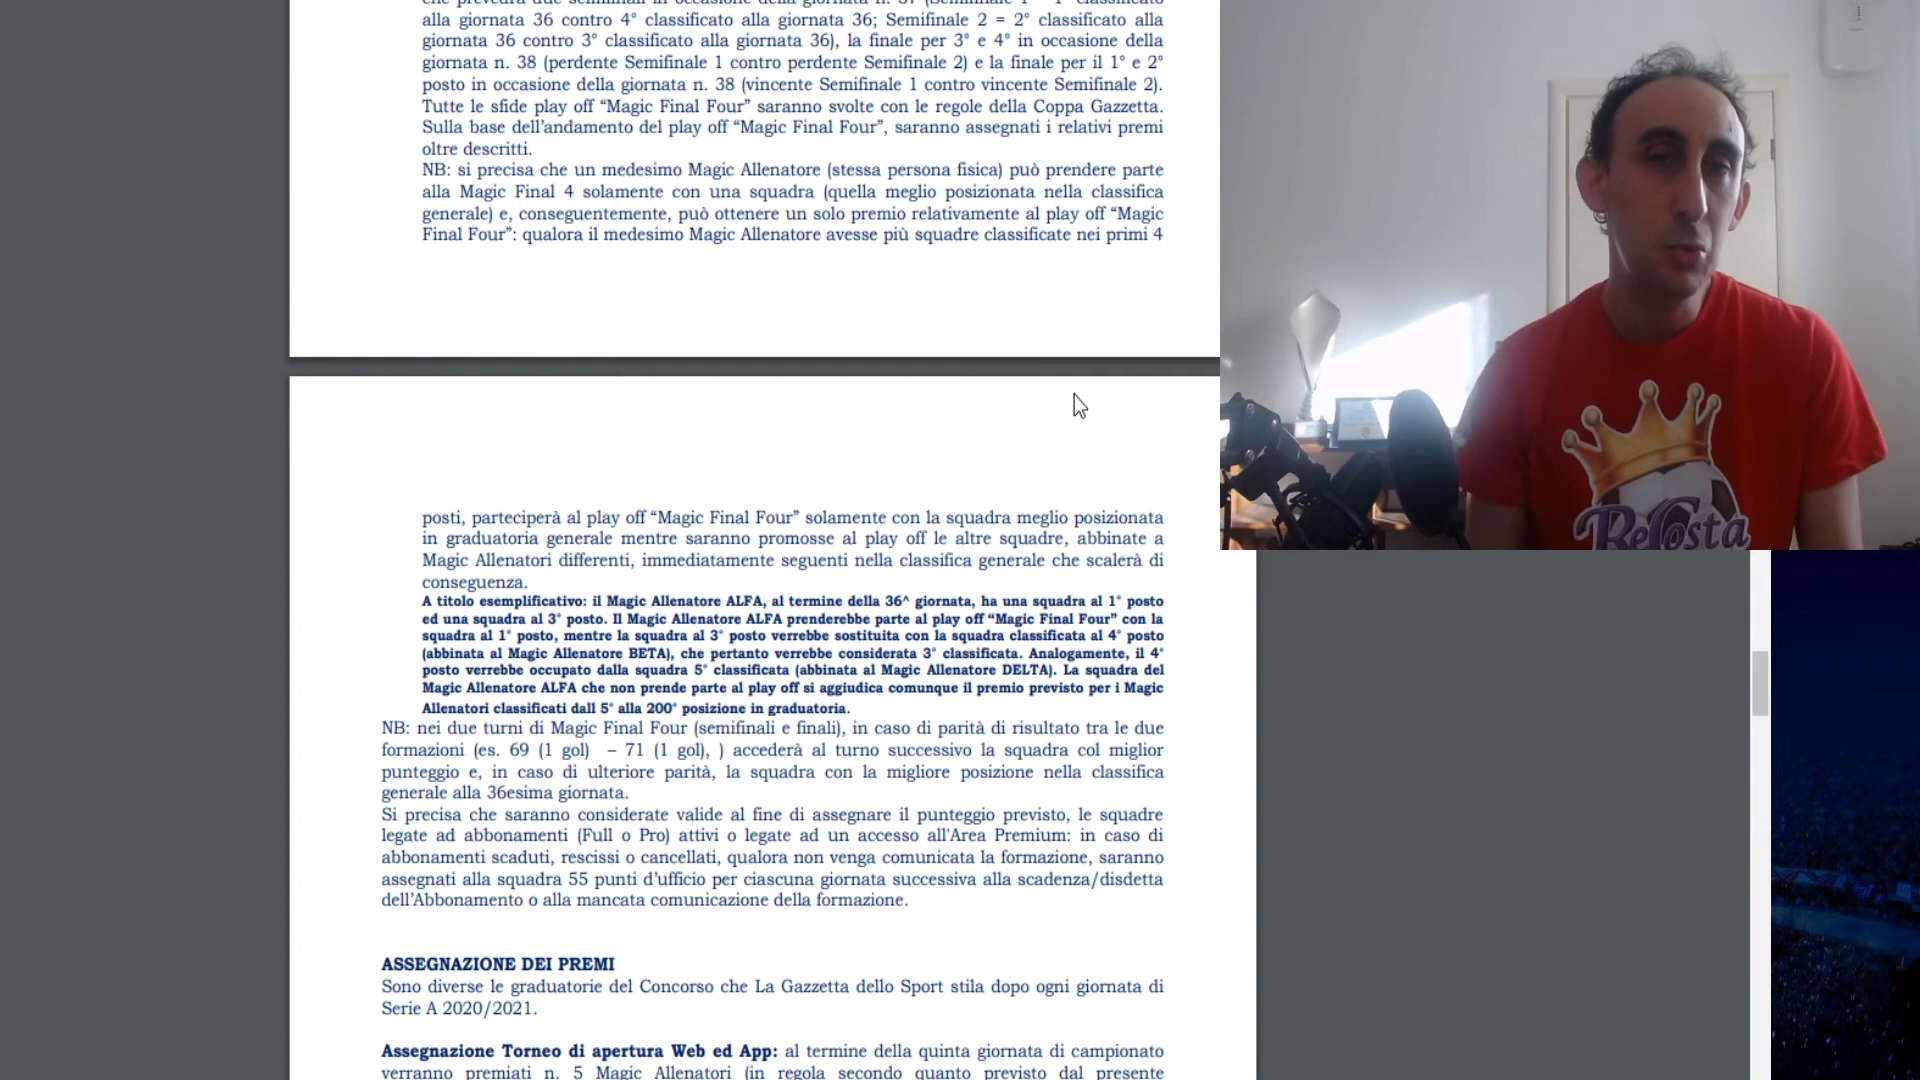 alla giornata 36 contro 4° classificato alla giornata 36; Semifinale 2 = 2° classificato alla
giornata 36 contro 3° classificato alla giornata 36), la finale per 3° e 4° in occasione della
giornata n. 38 (perdente Semifinale 1 contro perdente Semifinale 2) e la finale per il 1° e 2°
posto in occasione della giornata n. 38 (vincente Semifinale 1 contro vincente Semifinale 2).
Tutte le sfide play off “Magic Final Four” saranno svolte con le regole della Coppa Gazzetta.
Sulla base dell’andamento del play off “Magic Final Four”, saranno assegnati i relativi premi
oltre descritti.
NB: si precisa che un medesimo Magic Allenatore (stessa persona fisica) può prendere parte
alla Magic Final 4 solamente con una squadra (quella meglio posizionata nella classifica
generale) e, conseguentemente, può ottenere un solo premio relativamente al play off “Magic
Final Four”: qualora il medesimo Magic Allenatore avesse più squadre classificate nei primi 4
posti, parteciperà al play off “Magic Final Four” solamente con la squadra meglio posizionata
in graduatoria generale mentre saranno promosse al play off le altre squadre, abbinate a
Magic Allenatori differenti, immediatamente seguenti nella classifica generale che scalerà di
conseguenza.
A titolo esemplificativo: il Magic Allenatore ALFA, al termine della 36^ giornata, ha una squadra al 1° posto
ed una squadra al 3° posto. Il Magic Allenatore ALFA prenderebbe parte al play off “Magic Final Four” con la
squadra al 1° posto, mentre la squadra al 3° posto verrebbe sostituita con la squadra classificata al 4° posto
(abbinata al Magic Allenatore BETA), che pertanto verrebbe considerata 3° classificata. Analogamente, il 4°
posto verrebbe occupato dalla squadra 5° classificata (abbinata al Magic Allenatore DELTA). La squadra del
Magic Allenatore ALFA che non prende parte al play off si aggiudica comunque il premio previsto per i Magic
Allenatori classificati dall 5° alla 200° posizione in graduatoria.
NB: nei due turni di Magic Final Four (semifinali e finali), in caso di parità di risultato tra le due
formazioni (es. 69 (1 gol) – 71 (1 gol), ) accederà al turno successivo la squadra col miglior
punteggio e, in caso di ulteriore parità, la squadra con la migliore posizione nella classifica
generale alla 36esima giornata.
Si precisa che saranno considerate valide al fine di assegnare il punteggio previsto, le squadre
legate ad abbonamenti (Full o Pro) attivi o legate ad un accesso all'Area Premium: in caso di
abbonamenti scaduti, rescissi o cancellati, qualora non venga comunicata la formazione, saranno
assegnati alla squadra 55 punti d’ufficio per ciascuna giornata successiva alla scadenza/disdetta
dell’Abbonamento o alla mancata comunicazione della formazione.
ASSEGNAZIONE DEI PREMI
Sono diverse le graduatorie del Concorso che La Gazzetta dello Sport stila dopo ogni giornata di
Serie A 2020/2021.
Assegnazione Torneo di apertura Web ed App: al termine della quinta giornata di campionato
verranno premiati n. 5 Magic Allenatori (in regola secondo quanto previsto dal presente